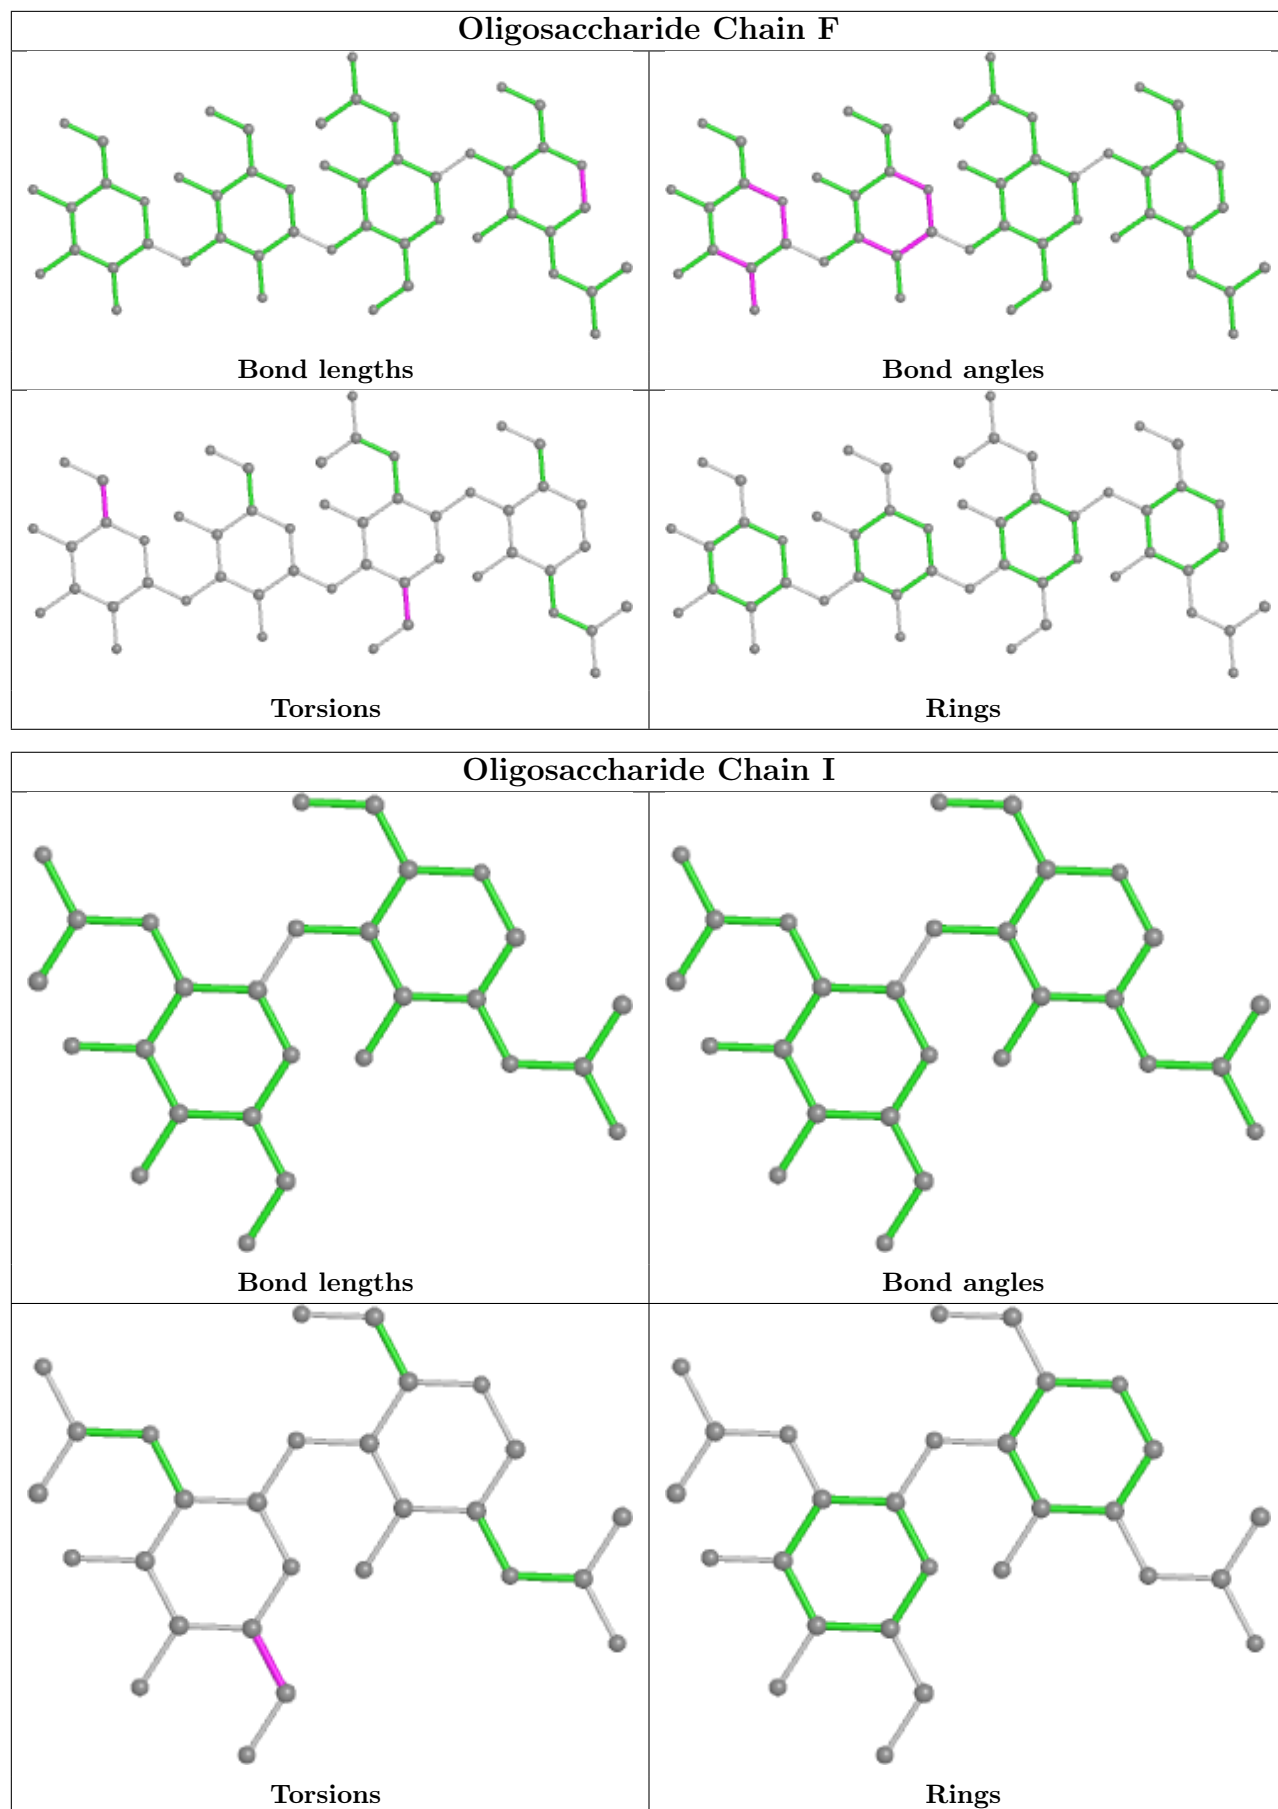 Oligosaccharide Chain F
Bond lengths
Bond angles
Torsions
Rings
Oligosaccharide Chain I
Bond lengths
Bond angles
Torsions
Rings